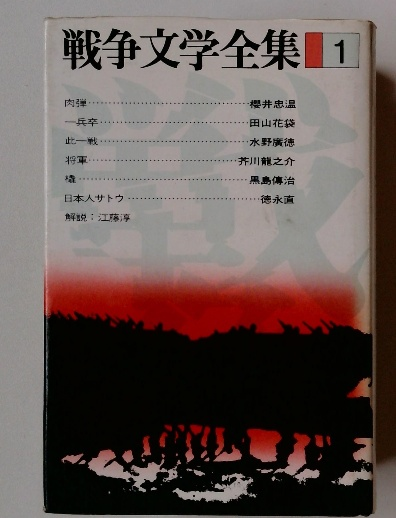 戦争文学全集 1
肉弾…………………………櫻井忠温
一兵卒…………………………田山花袋
此一戦…………………………水野廣徳
将軍…………………………芥川龍之介
橇…………………………黒島傳治
日本人サトウ…………………………徳永直
解説：江藤淳
戦